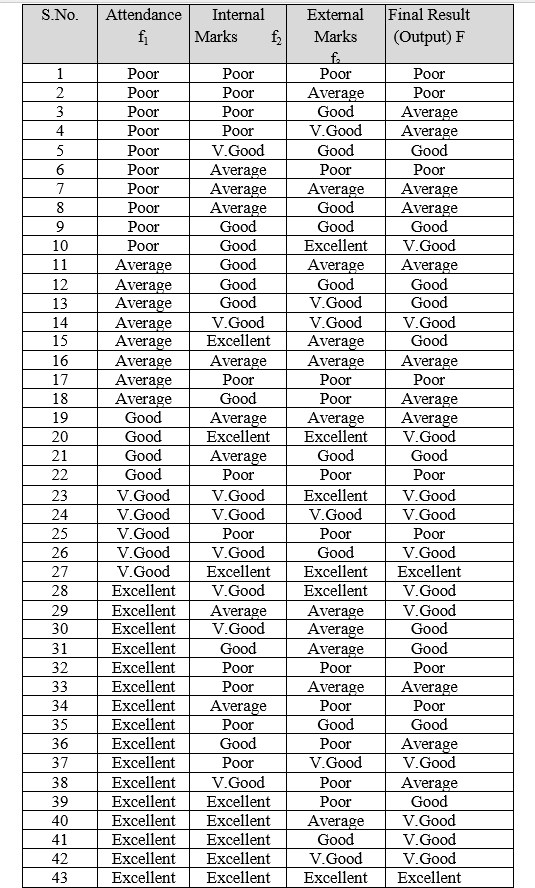 S.No. Attendance Internal External Final Result
f1 Marks f2 Marks (Output) F
f3
1 Poor Poor Poor Poor
2 Poor Poor Average Poor
3 Poor Poor Good Average
4 Poor Poor V.Good Average
5 Poor V.Good Good Good
6 Poor Average Poor Poor
7 Poor Average Average Average
8 Poor Average Good Average
9 Poor Good Good Good
10 Poor Good Excellent V.Good
11 Average Good Average Average
12 Average Good Good Good
13 Average Good V.Good Good
14 Average V.Good V.Good V.Good
15 Average Excellent Average Good
16 Average Average Average Average
17 Average Poor Poor Poor
18 Average Good Poor Average
19 Good Average Average Average
20 Good Excellent Excellent V.Good
21 Good Average Good Good
22 Good Poor Poor Poor
23 V.Good V.Good Excellent V.Good
24 V.Good V.Good V.Good V.Good
25 V.Good Poor Poor Poor
26 V.Good V.Good Good V.Good
27 V.Good Excellent Excellent Excellent
28 Excellent V.Good Excellent V.Good
29 Excellent Average Average V.Good
30 Excellent V.Good Average Good
31 Excellent Good Average Good
32 Excellent Poor Poor Poor
33 Excellent Poor Average Average
34 Excellent Average Poor Poor
35 Excellent Poor Good Good
36 Excellent Good Poor Average
37 Excellent Poor V.Good V.Good
38 Excellent V.Good Poor Average
39 Excellent Excellent Poor Good
40 Excellent Excellent Average V.Good
41 Excellent Excellent Good V.Good
42 Excellent Excellent V.Good V.Good
43 Excellent Excellent Excellent Excellent